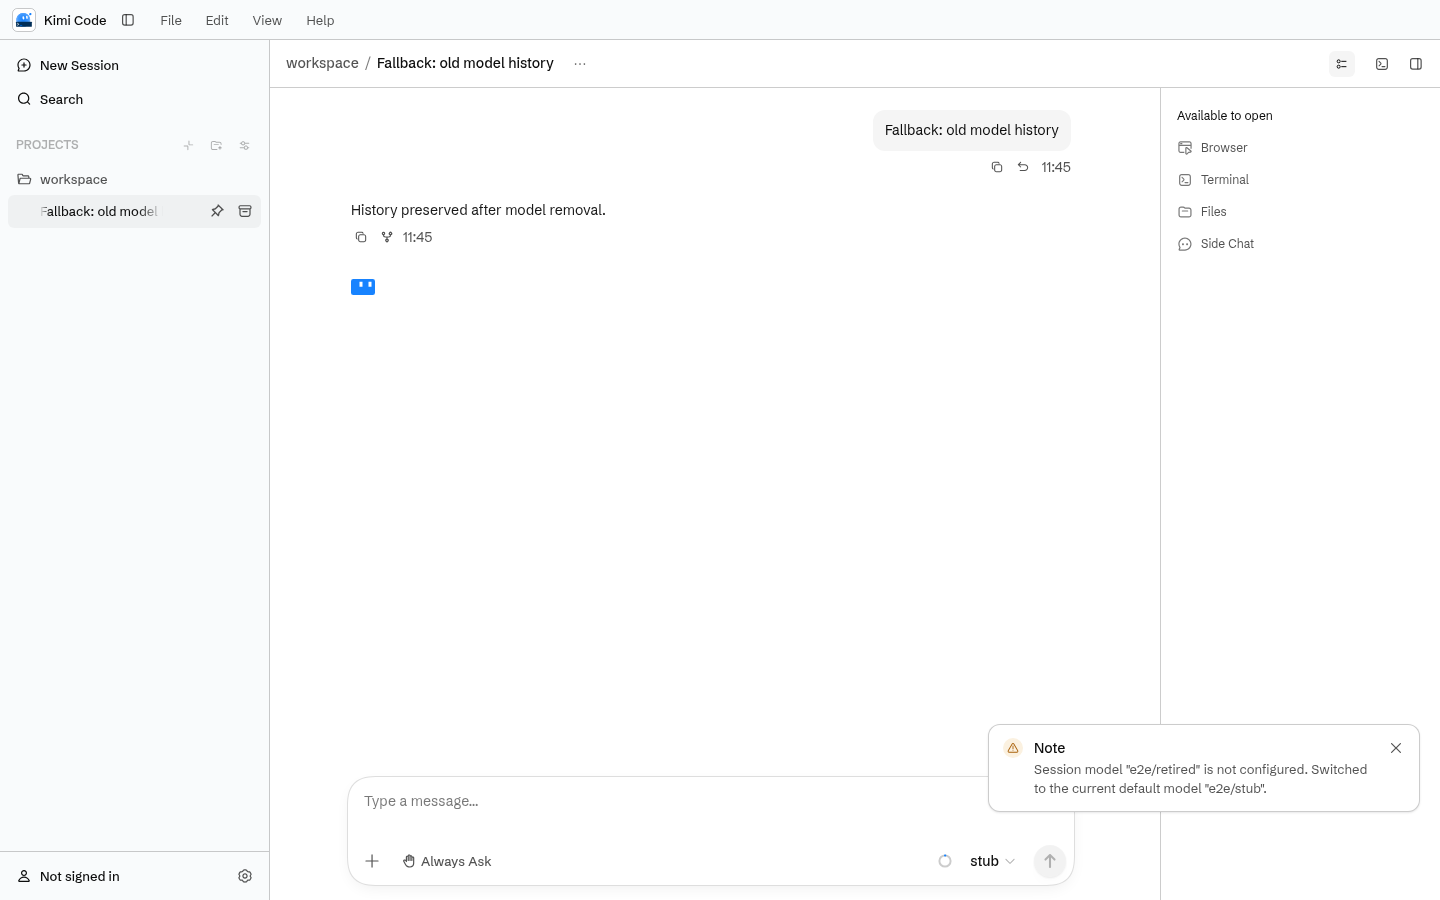 Kimi Code
File
Edit
View
Help
New Session
Search
PROJECTS
workspace
Fallback: old model
Not signed in
workspace / Fallback: old model history
Fallback: old model history
11:45
History preserved after model removal.
11:45
Type a message...
Always Ask
stub
Available to open
Browser
Terminal
Files
Side Chat
Note
Session model "e2e/retired" is not configured. Switched
to the current default model "e2e/stub".